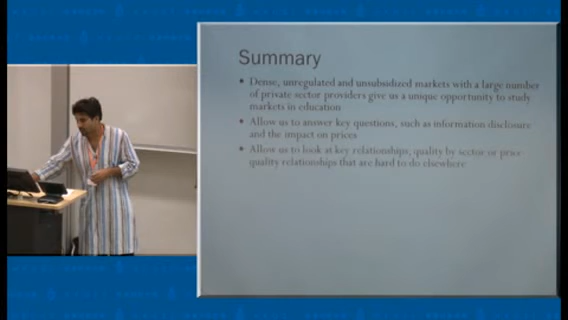 Summary
Dense, unregulated and unsubsidized markets with a large number
of private sector providers give us a unique opportunity to study
markets in education
Allow us to answer key questions, such as information disclosure
and the impact on prices
Allow us to look at key relationships; quality by sector or price
quality relationships that are hard to do elsewhere